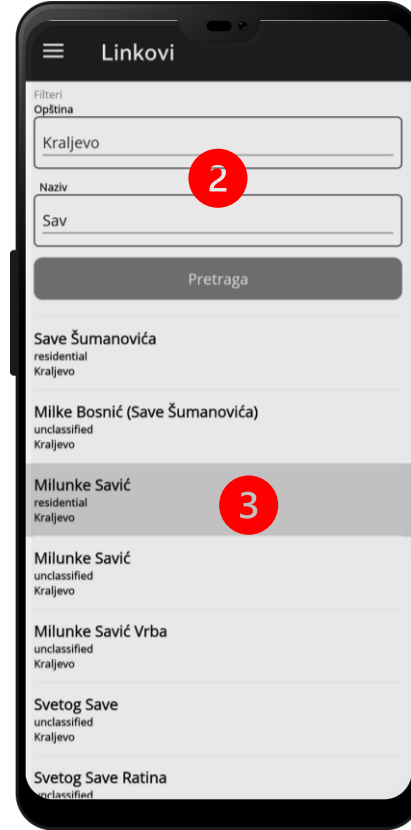 Linkovi
Filteri
Opština
Kraljevo
2
Naziv
Sav
Pretraga
Save Šumanovića
residential
Kraljevo
Milke Bosnić (Save Šumanovića)
unclassified
Kraljevo
Milunke Savić
residential
3
Kraljevo
Milunke Savić
unclassified
Kraljevo
Milunke Savić Vrba
unclassified
Kraljevo
Svetog Save
unclassified
Kraljevo
Svetog Save Ratina
unclassified